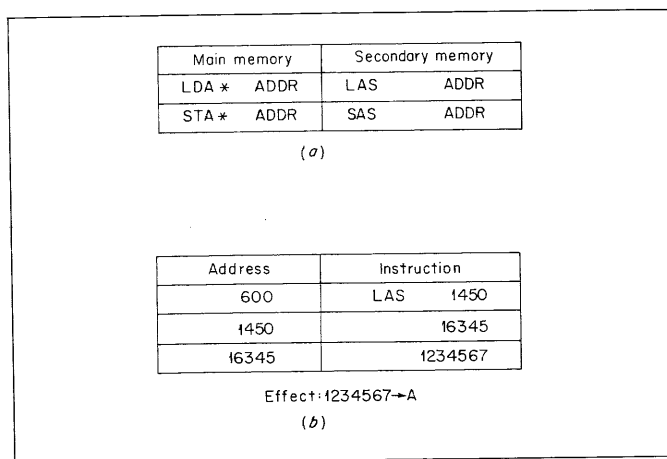 Main memory Secondary memory
LDA * ADDR LAS ADDR
STA * ADDR SAS ADDR
(a)
Address Instruction
600 LAS 1450
1450 16345
16345 1234567
Effect:1234567→A
(b)